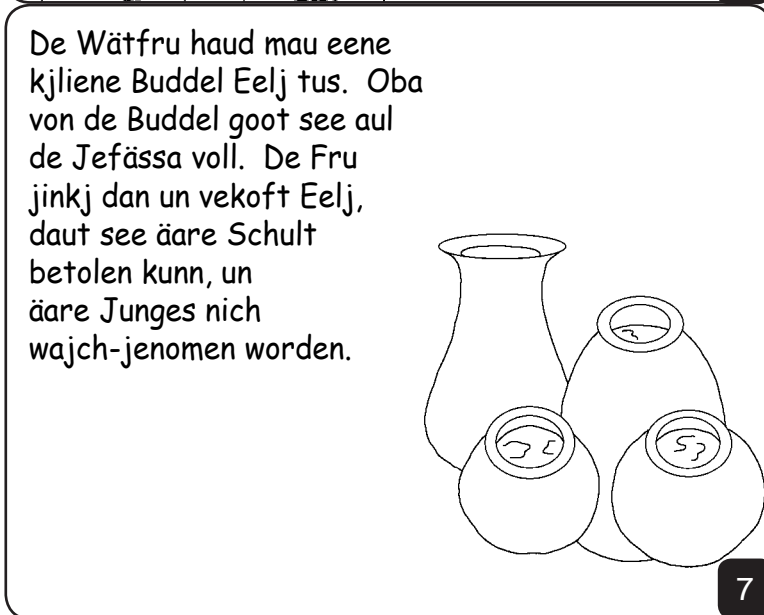 De Wätfru haud mau eene
kjliene Buddel Eelj tus. Oba
von de Buddel goot see aul
de Jefässa voll. De Fru
jinkj dan un vekoft Eelj,
daut see äare Schult
betolen kunn, un
äare Junges nich
wajch-jenomen worden.
7